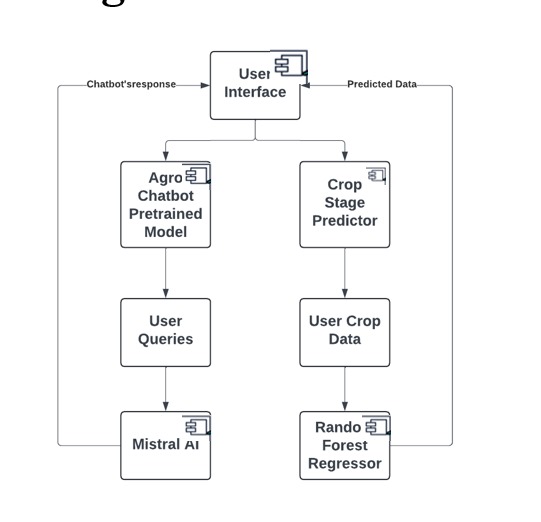 Chatbot'sresponse
User
Interface
Predicted Data
Agro
Chatbot
Pretrained
Model
Crop
Stage
Predictor
User
Queries
User Crop
Data
Mistral AI
Rando
Forest
Regressor